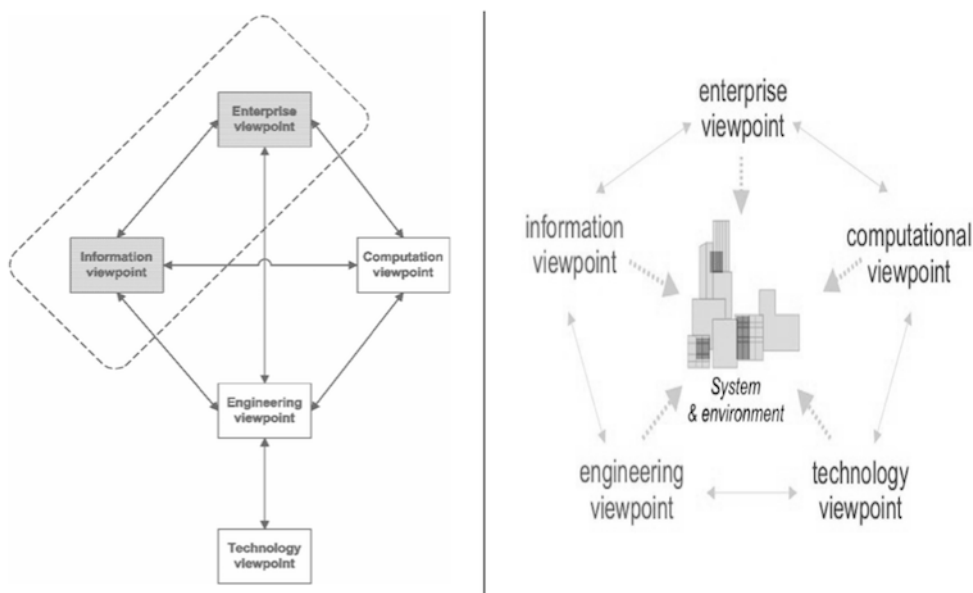 Enterprise
viewpoint
Information
viewpoint
Computation
viewpoint
Engineering
viewpoint
Technology
viewpoint
enterprise
viewpoint
information
viewpoint
computational
viewpoint
System
& environment
engineering
viewpoint
technology
viewpoint